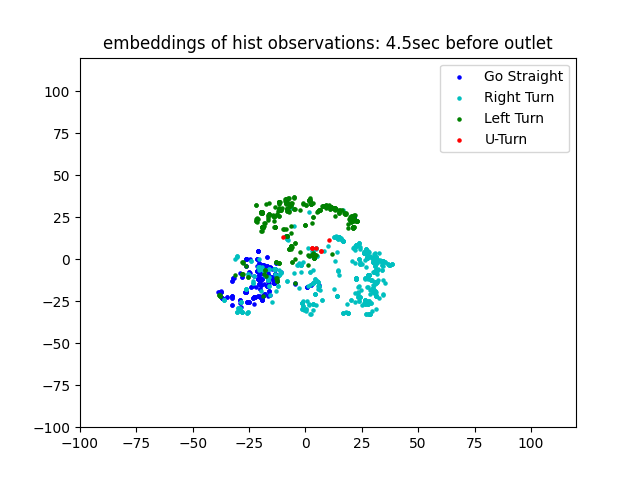 embeddings of hist observations: 4.5sec before outlet
Go Straight
Right Turn
Left Turn
U-Turn
100
75
50
25
0
−25
−50
−75
−100
−100 −75 −50 −25 0 25 50 75 100